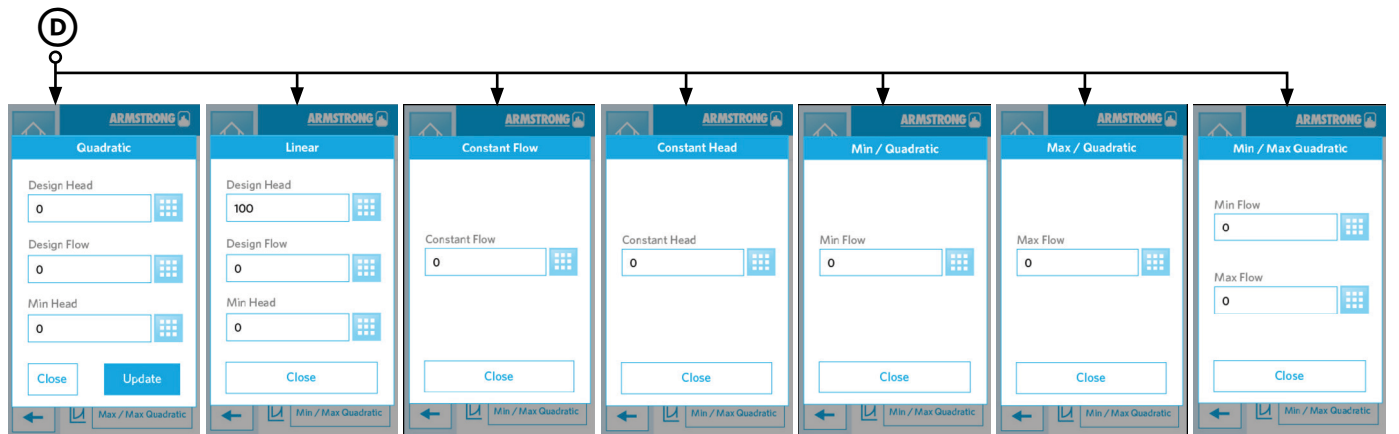 D
ARMSTRONG
Quadratic
Design Head
0
Design Flow
0
Min Head
0
Close Update
Max / Max Quadratic
ARMSTRONG
Linear
Design Head
100
Design Flow
0
Min Head
0
Close
Min / Max Quadratic
ARMSTRONG
Constant Flow
Constant Flow
0
Close
Min / Max Quadratic
ARMSTRONG
Constant Head
Constant Head
0
Close
Min / Max Quadratic
ARMSTRONG
Min / Quadratic
Min Flow
0
Close
Min / Max Quadratic
ARMSTRONG
Max / Quadratic
Max Flow
0
Close
Min / Max Quadratic
ARMSTRONG
Min / Max Quadratic
Min Flow
0
Max Flow
0
Close
Min / Max Quadratic